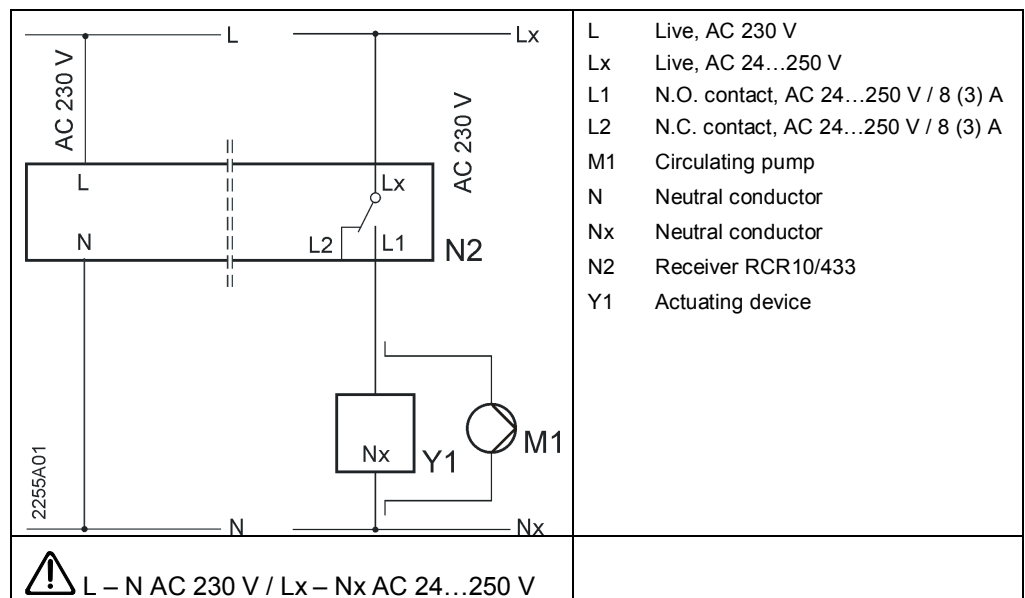 L
Lx
AC 230 V
AC 230 V
L
Lx
N
L2
L1
N2
Nx
Y1
M1
2255A01
N
Nx
L Live, AC 230 V
Lx Live, AC 24...250 V
L1 N.O. contact, AC 24...250 V / 8 (3) A
L2 N.C. contact, AC 24...250 V / 8 (3) A
M1 Circulating pump
N Neutral conductor
Nx Neutral conductor
N2 Receiver RCR10/433
Y1 Actuating device
L – N AC 230 V / Lx – Nx AC 24...250 V